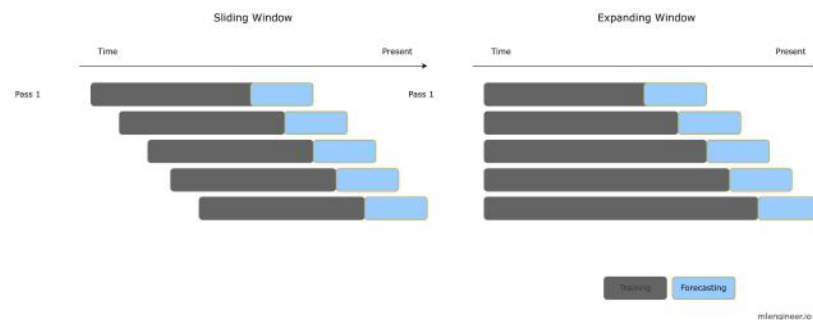 Sliding Window
Expanding Window
Time
Present
Time
Present
Pass 1
Pass 1
Training
Forecasting
mlengineer.io